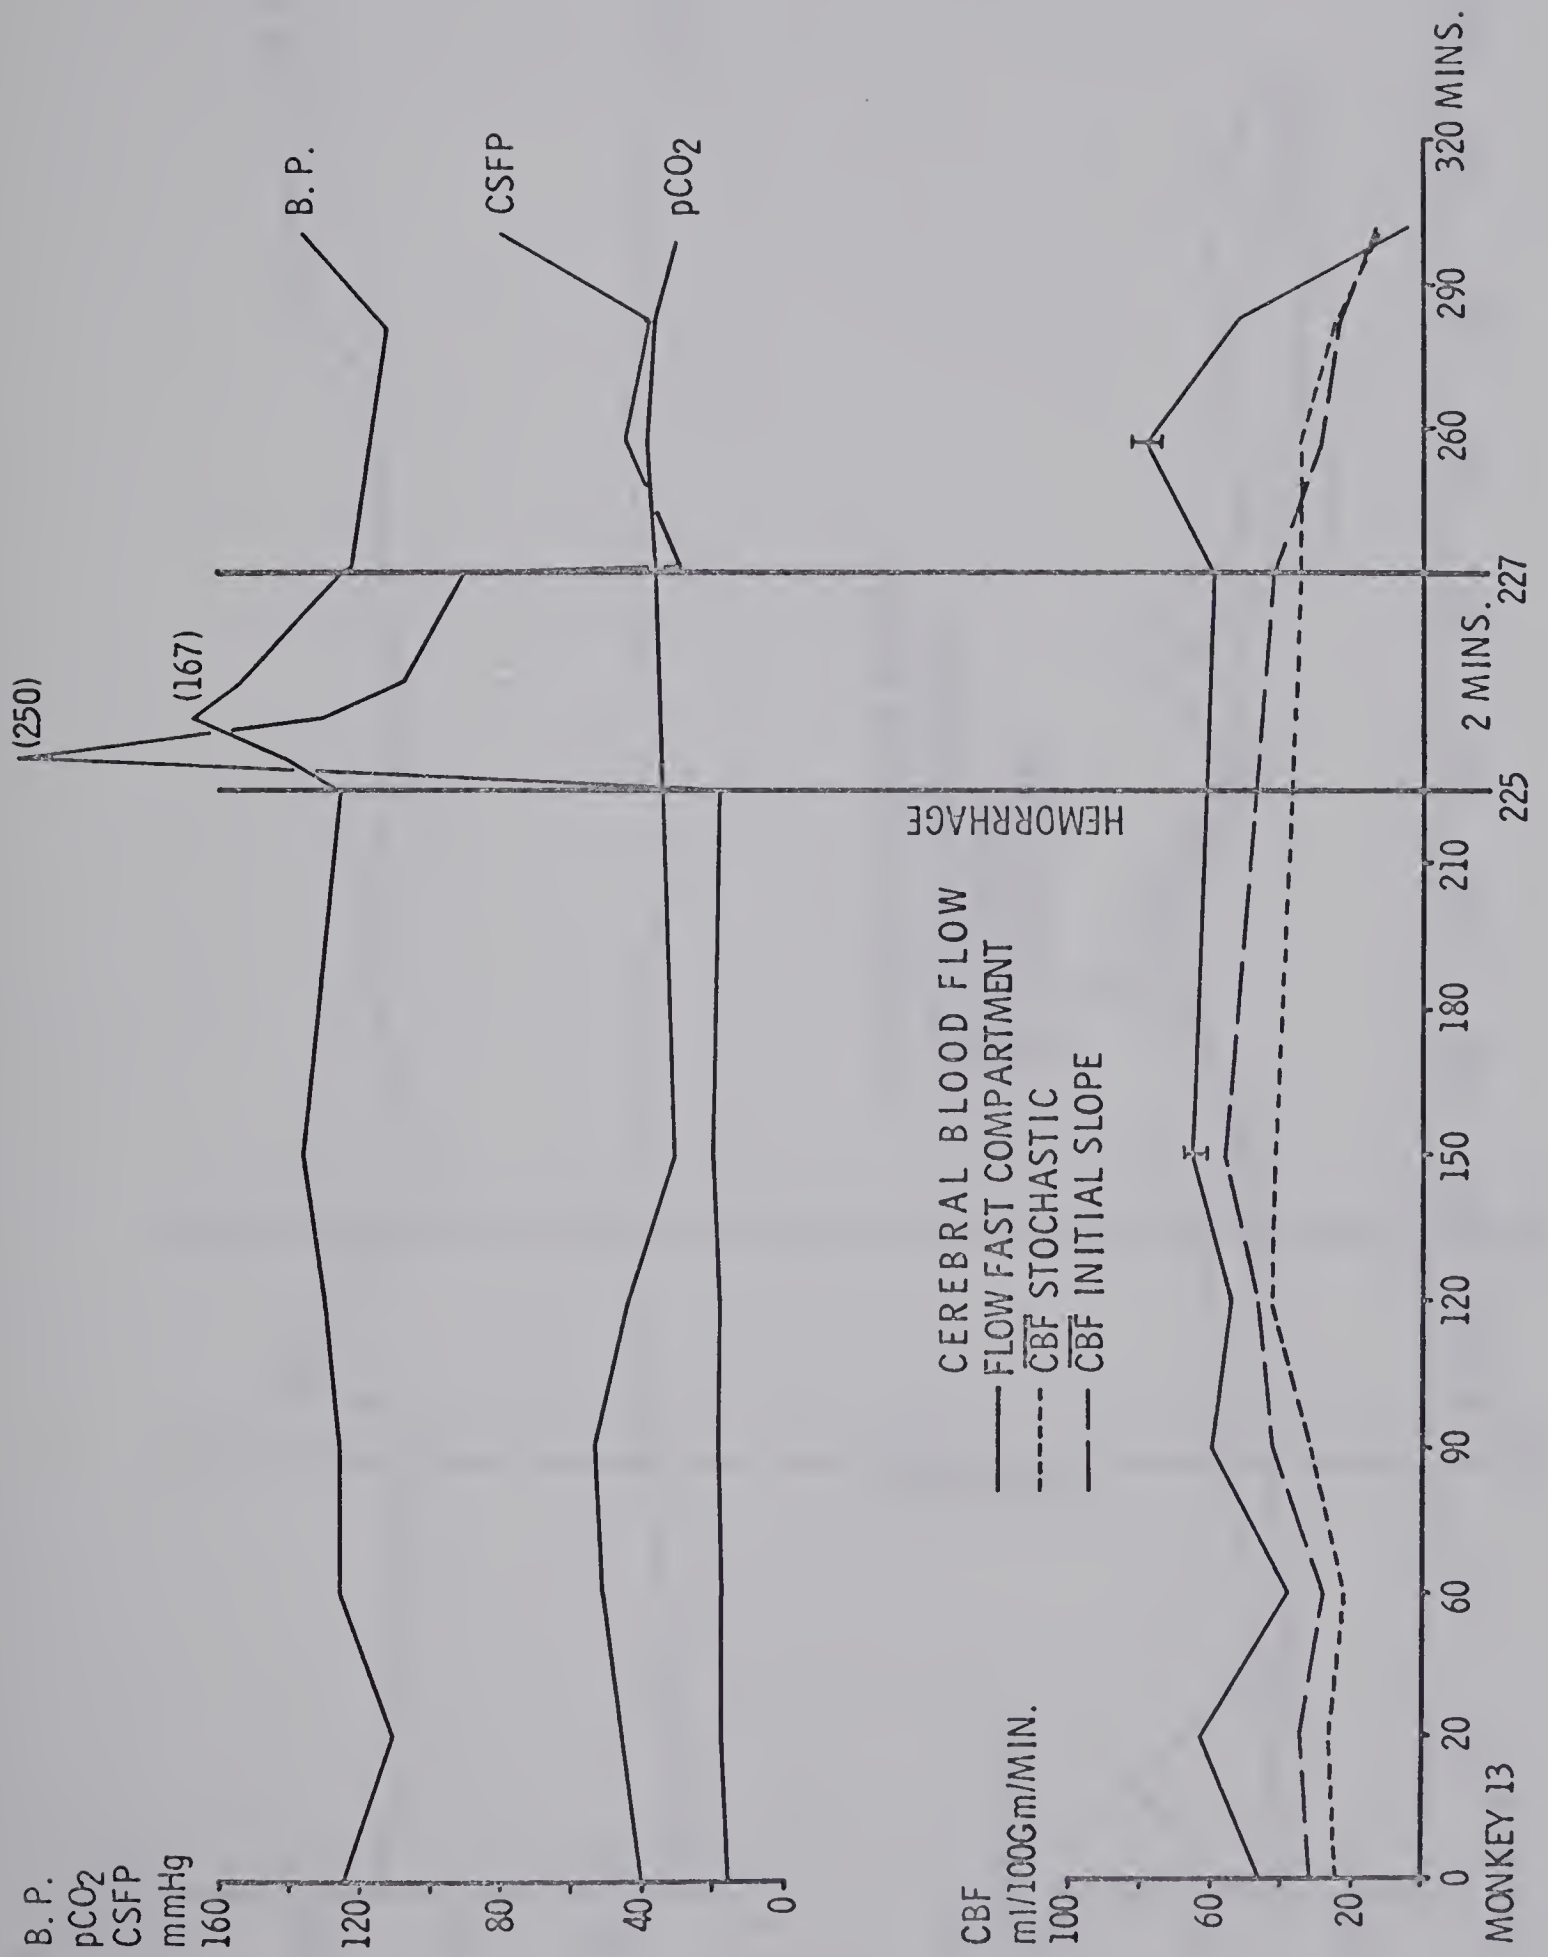 B. P.
pCO2
CSFP
mmHg
160
120
80
40
0
(250)
(167)
B. P.
CSFP
pCO2
HEMORRHAGE
CEREBRAL BLOOD FLOW
FLOW FAST COMPARTMENT
CBF STOCHASTIC
CBF INITIAL SLOPE
CBF
ml/100Gm/MIN.
100
60
20
0 20 60 90 120 150 180 210 225 2 MINS. 227 260 290 320 MINS.
MONKEY 13